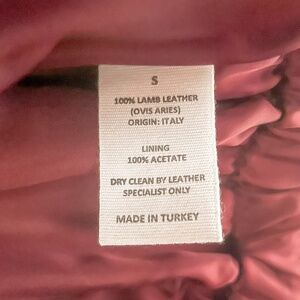 S
100% LAMB LEATHER
(OVIS ARIES)
ORIGIN: ITALY
LINING
100% ACETATE
DRY CLEAN BY LEATHER
SPECIALIST ONLY
MADE IN TURKEY